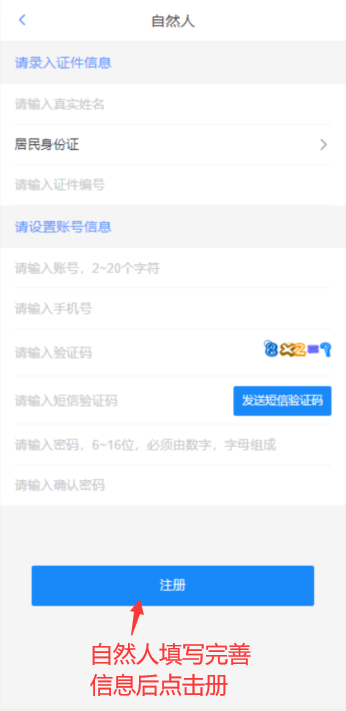 自然人
请录入证件信息
请输入真实姓名
居民身份证
请输入证件编号
请设置账号信息
请输入账号，2~20个字符
请输入手机号
请输入验证码
8×2=?
请输入短信验证码
发送短信验证码
请输入密码，6~16位，必须由数字，字母组成
请输入确认密码
注册
自然人填写完善
信息后点击册